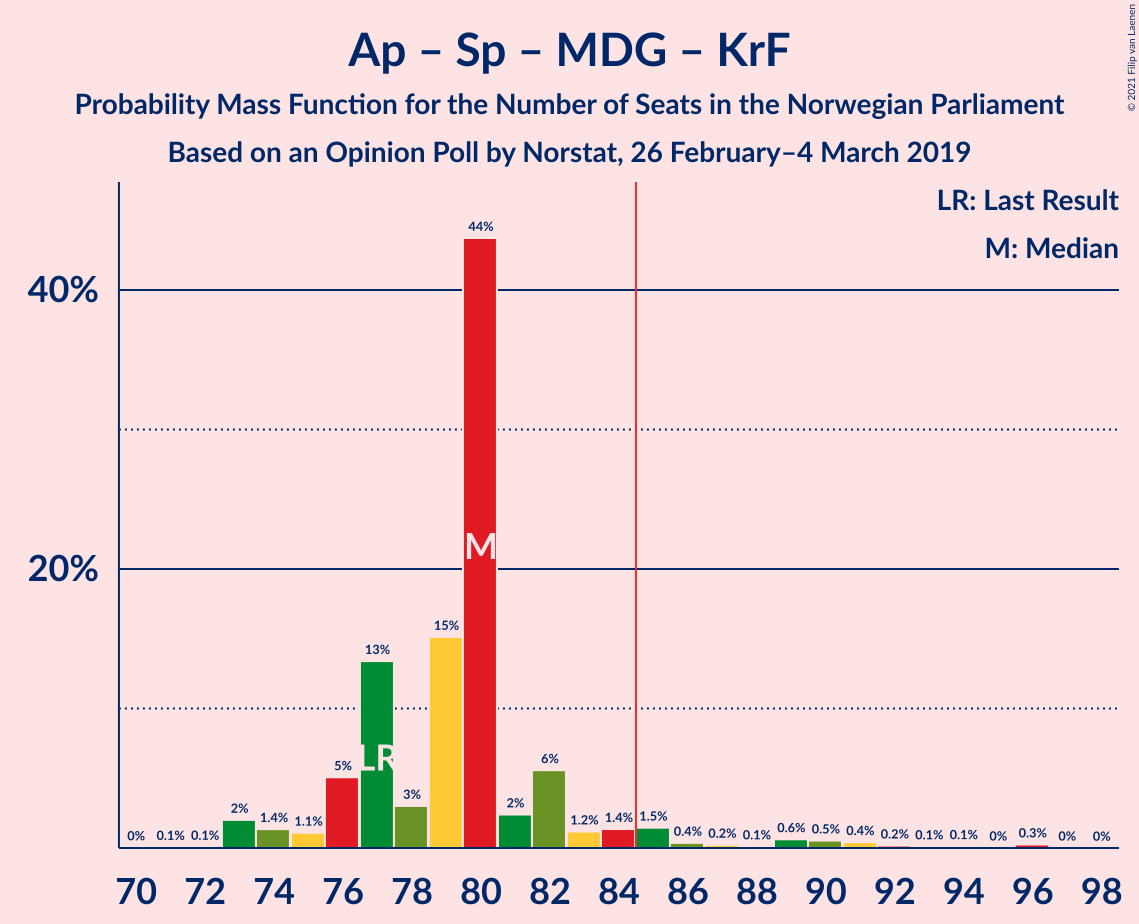 Ap – Sp – MDG – KrF
Probability Mass Function for the Number of Seats in the Norwegian Parliament
Based on an Opinion Poll by Norstat, 26 February–4 March 2019
© 2021 Filip van Laenen
LR: Last Result
M: Median
40%
20%
0% 0.1% 0.1% 2% 1.4% 1.1% 5% 13% 3% 15% 44% 2% 6% 1.2% 1.4% 1.5% 0.4% 0.2% 0.1% 0.6% 0.5% 0.4% 0.2% 0.1% 0.1% 0% 0.3% 0% 0%
LR
M
70 72 74 76 78 80 82 84 86 88 90 92 94 96 98